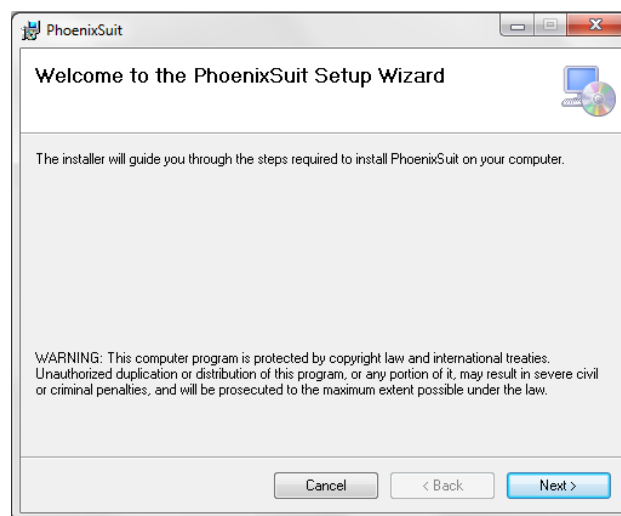 PhoenixSuit
Welcome to the PhoenixSuit Setup Wizard
The installer will guide you through the steps required to install PhoenixSuit on your computer.
WARNING: This computer program is protected by copyright law and international treaties.
Unauthorized duplication or distribution of this program, or any portion of it, may result in severe civil
or criminal penalties, and will be prosecuted to the maximum extent possible under the law.
Cancel
< Back
Next >